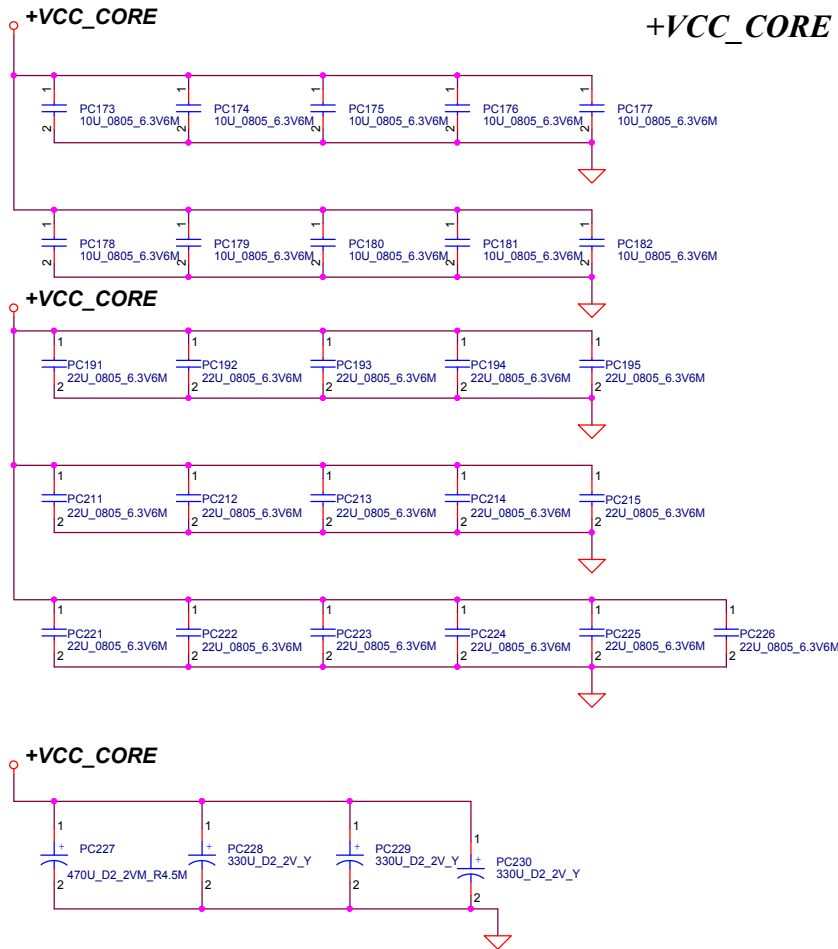 +VCC_CORE
+VCC_CORE
1 1 1 1 1
PC173 PC174 PC175 PC176 PC177
10U_0805_6.3V6M 10U_0805_6.3V6M 10U_0805_6.3V6M 10U_0805_6.3V6M 10U_0805_6.3V6M
2 2 2 2 2
1 1 1 1 1
PC178 PC179 PC180 PC181 PC182
10U_0805_6.3V6M 10U_0805_6.3V6M 10U_0805_6.3V6M 10U_0805_6.3V6M 10U_0805_6.3V6M
2 2 2 2 2
+VCC_CORE
1 1 1 1 1
PC191 PC192 PC193 PC194 PC195
22U_0805_6.3V6M 22U_0805_6.3V6M 22U_0805_6.3V6M 22U_0805_6.3V6M 22U_0805_6.3V6M
2 2 2 2 2
1 1 1 1 1
PC211 PC212 PC213 PC214 PC215
22U_0805_6.3V6M 22U_0805_6.3V6M 22U_0805_6.3V6M 22U_0805_6.3V6M 22U_0805_6.3V6M
2 2 2 2 2
1 1 1 1 1 1
PC221 PC222 PC223 PC224 PC225 PC226
22U_0805_6.3V6M 22U_0805_6.3V6M 22U_0805_6.3V6M 22U_0805_6.3V6M 22U_0805_6.3V6M 22U_0805_6.3V6M
2 2 2 2 2 2
+VCC_CORE
1 1 1 1
+ + + +
PC227 PC228 PC229 PC230
470U_D2_2VM_R4.5M 330U_D2_2V_Y 330U_D2_2V_Y 330U_D2_2V_Y
2 2 2 2